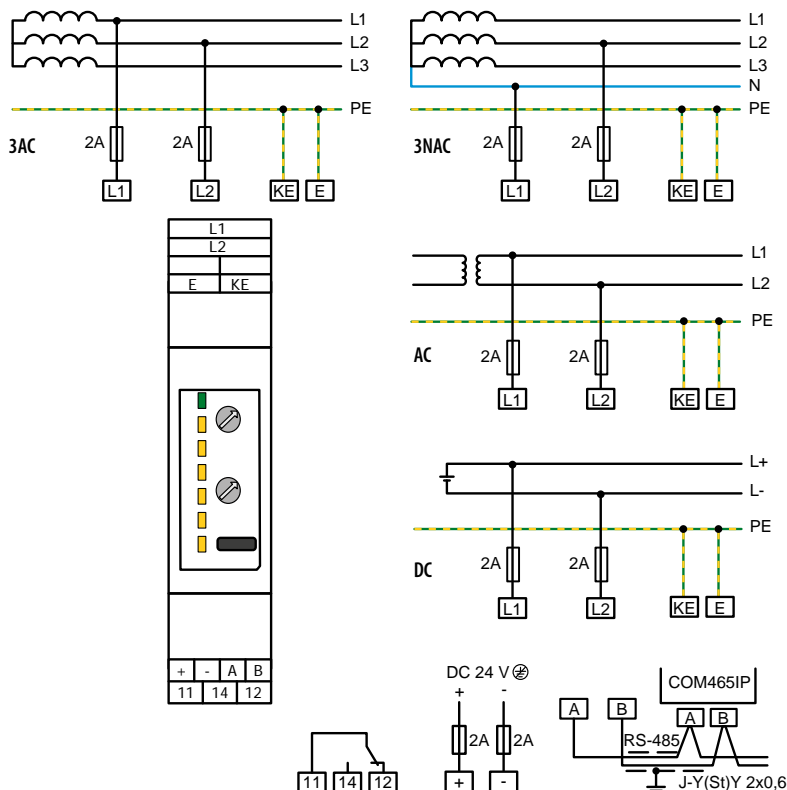 L1
L2
L3
PE
3AC
2A
2A
L1
L2
KE
E
L1
L2
L3
N
PE
3NAC
2A
2A
L1
L2
KE
E
L1
L2
E
KE
L1
L2
PE
AC
2A
2A
L1
L2
KE
E
L+
L-
PE
DC
2A
2A
L1
L2
KE
E
+ - A B
11 14 12
11 14 12
DC 24 V
+ -
2A 2A
+ -
COM465IP
A B
A B
RS-485
J-Y(St)Y 2x0,6